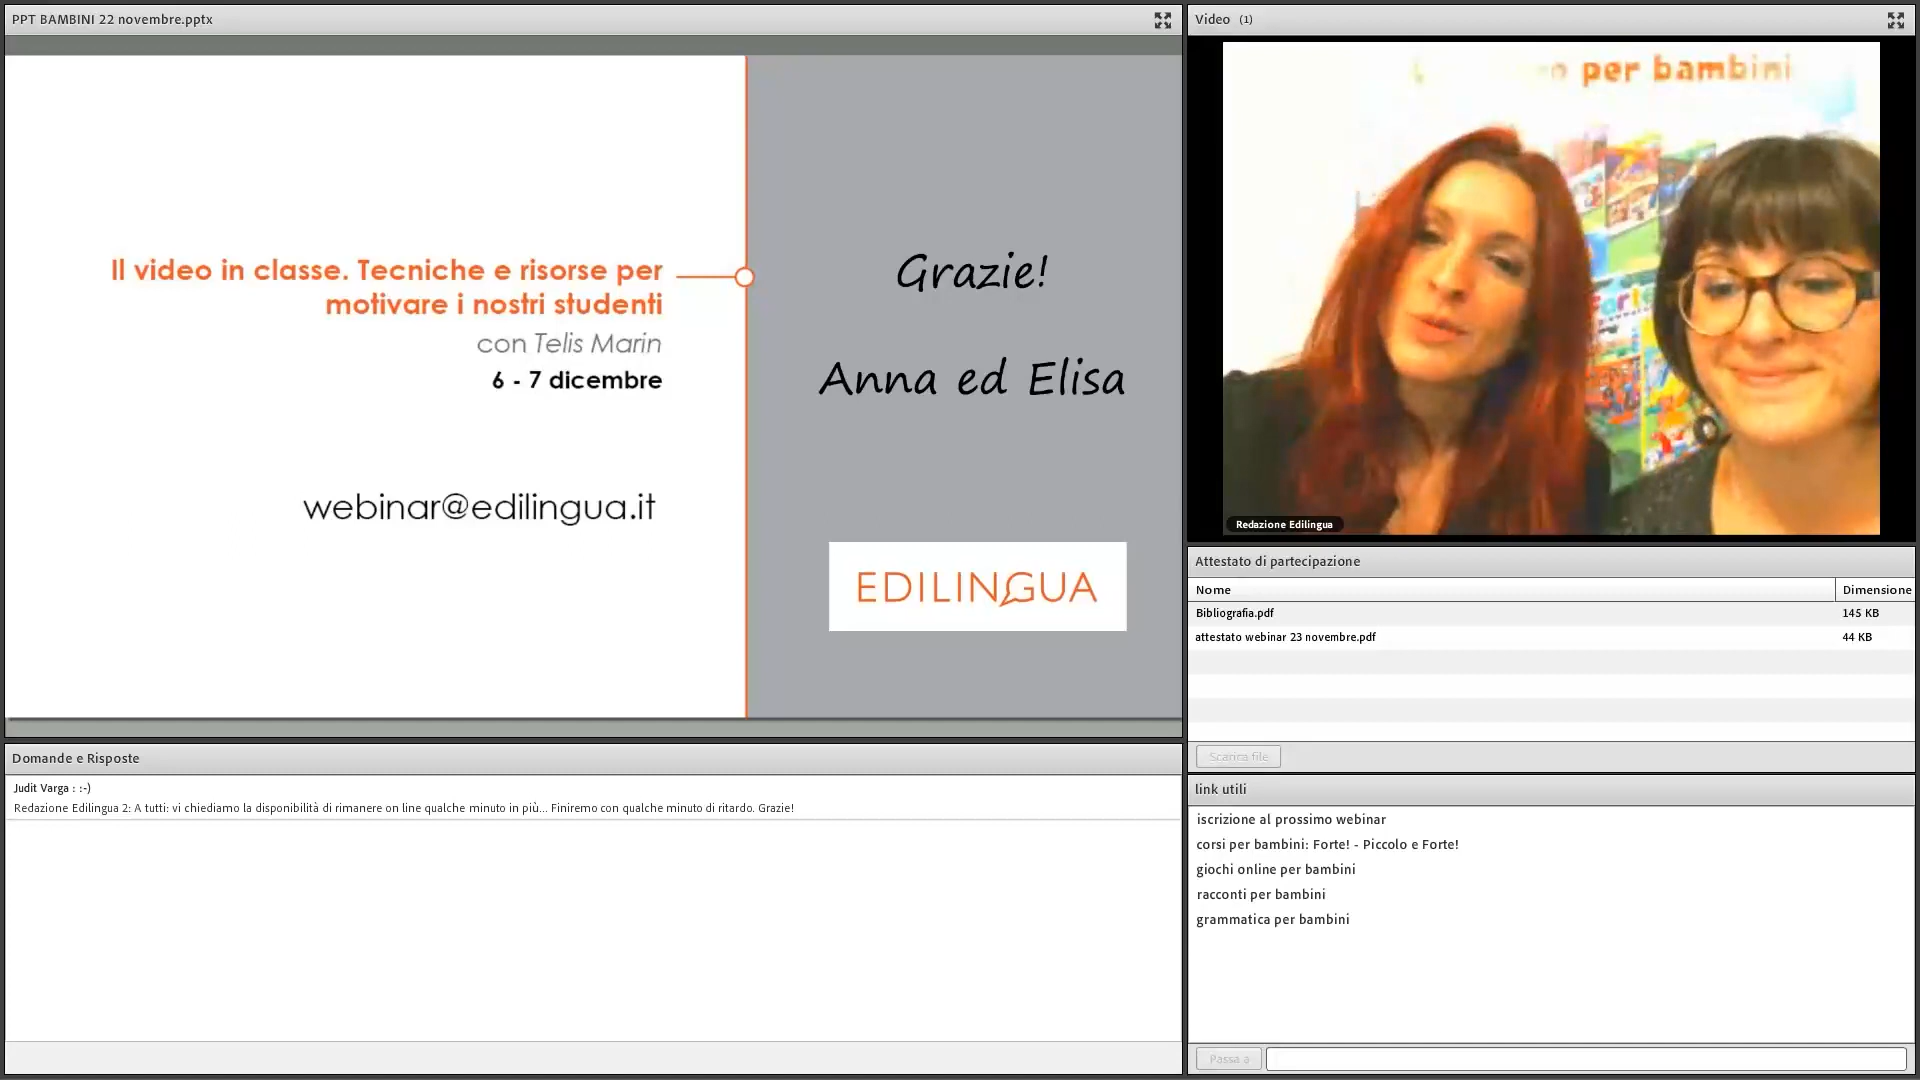 PPT BAMBINI 22 novembre.pptx
Il video in classe. Tecniche e risorse per
motivare i nostri studenti
con Telis Marin
6 - 7 dicembre
webinar@edilingua.it
Grazie!
Anna ed Elisa
EDILINGUA
Domande e Risposte
Judit Varga : :-)
Redazione Edilingua 2: A tutti: vi chiediamo la disponibilità di rimanere on line qualche minuto in più... Finiremo con qualche minuto di ritardo. Grazie!
Video (1)
per bambini
Forte
Redazione Edilingua
Attestato di partecipazione
Nome Dimensione
Bibliografia.pdf 145 KB
attestato webinar 23 novembre.pdf 44 KB
Scarica file
link utili
iscrizione al prossimo webinar
corsi per bambini: Forte! - Piccolo e Forte!
giochi online per bambini
racconti per bambini
grammatica per bambini
Passa a